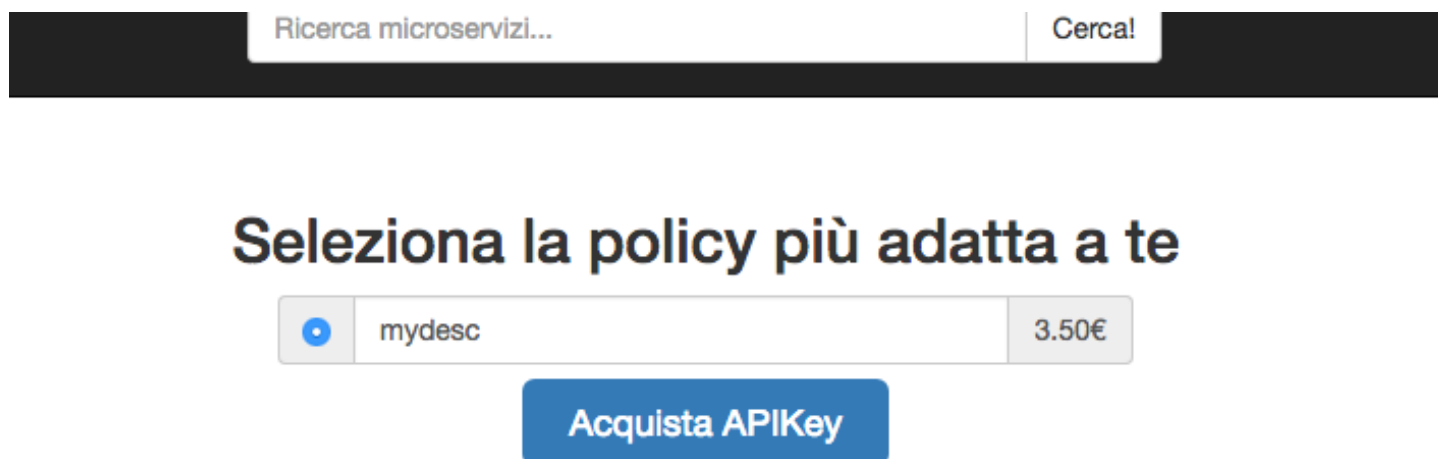 Ricerca microservizi... Cerca!
Seleziona la policy più adatta a te
mydesc 3.50€
Acquista APIKey